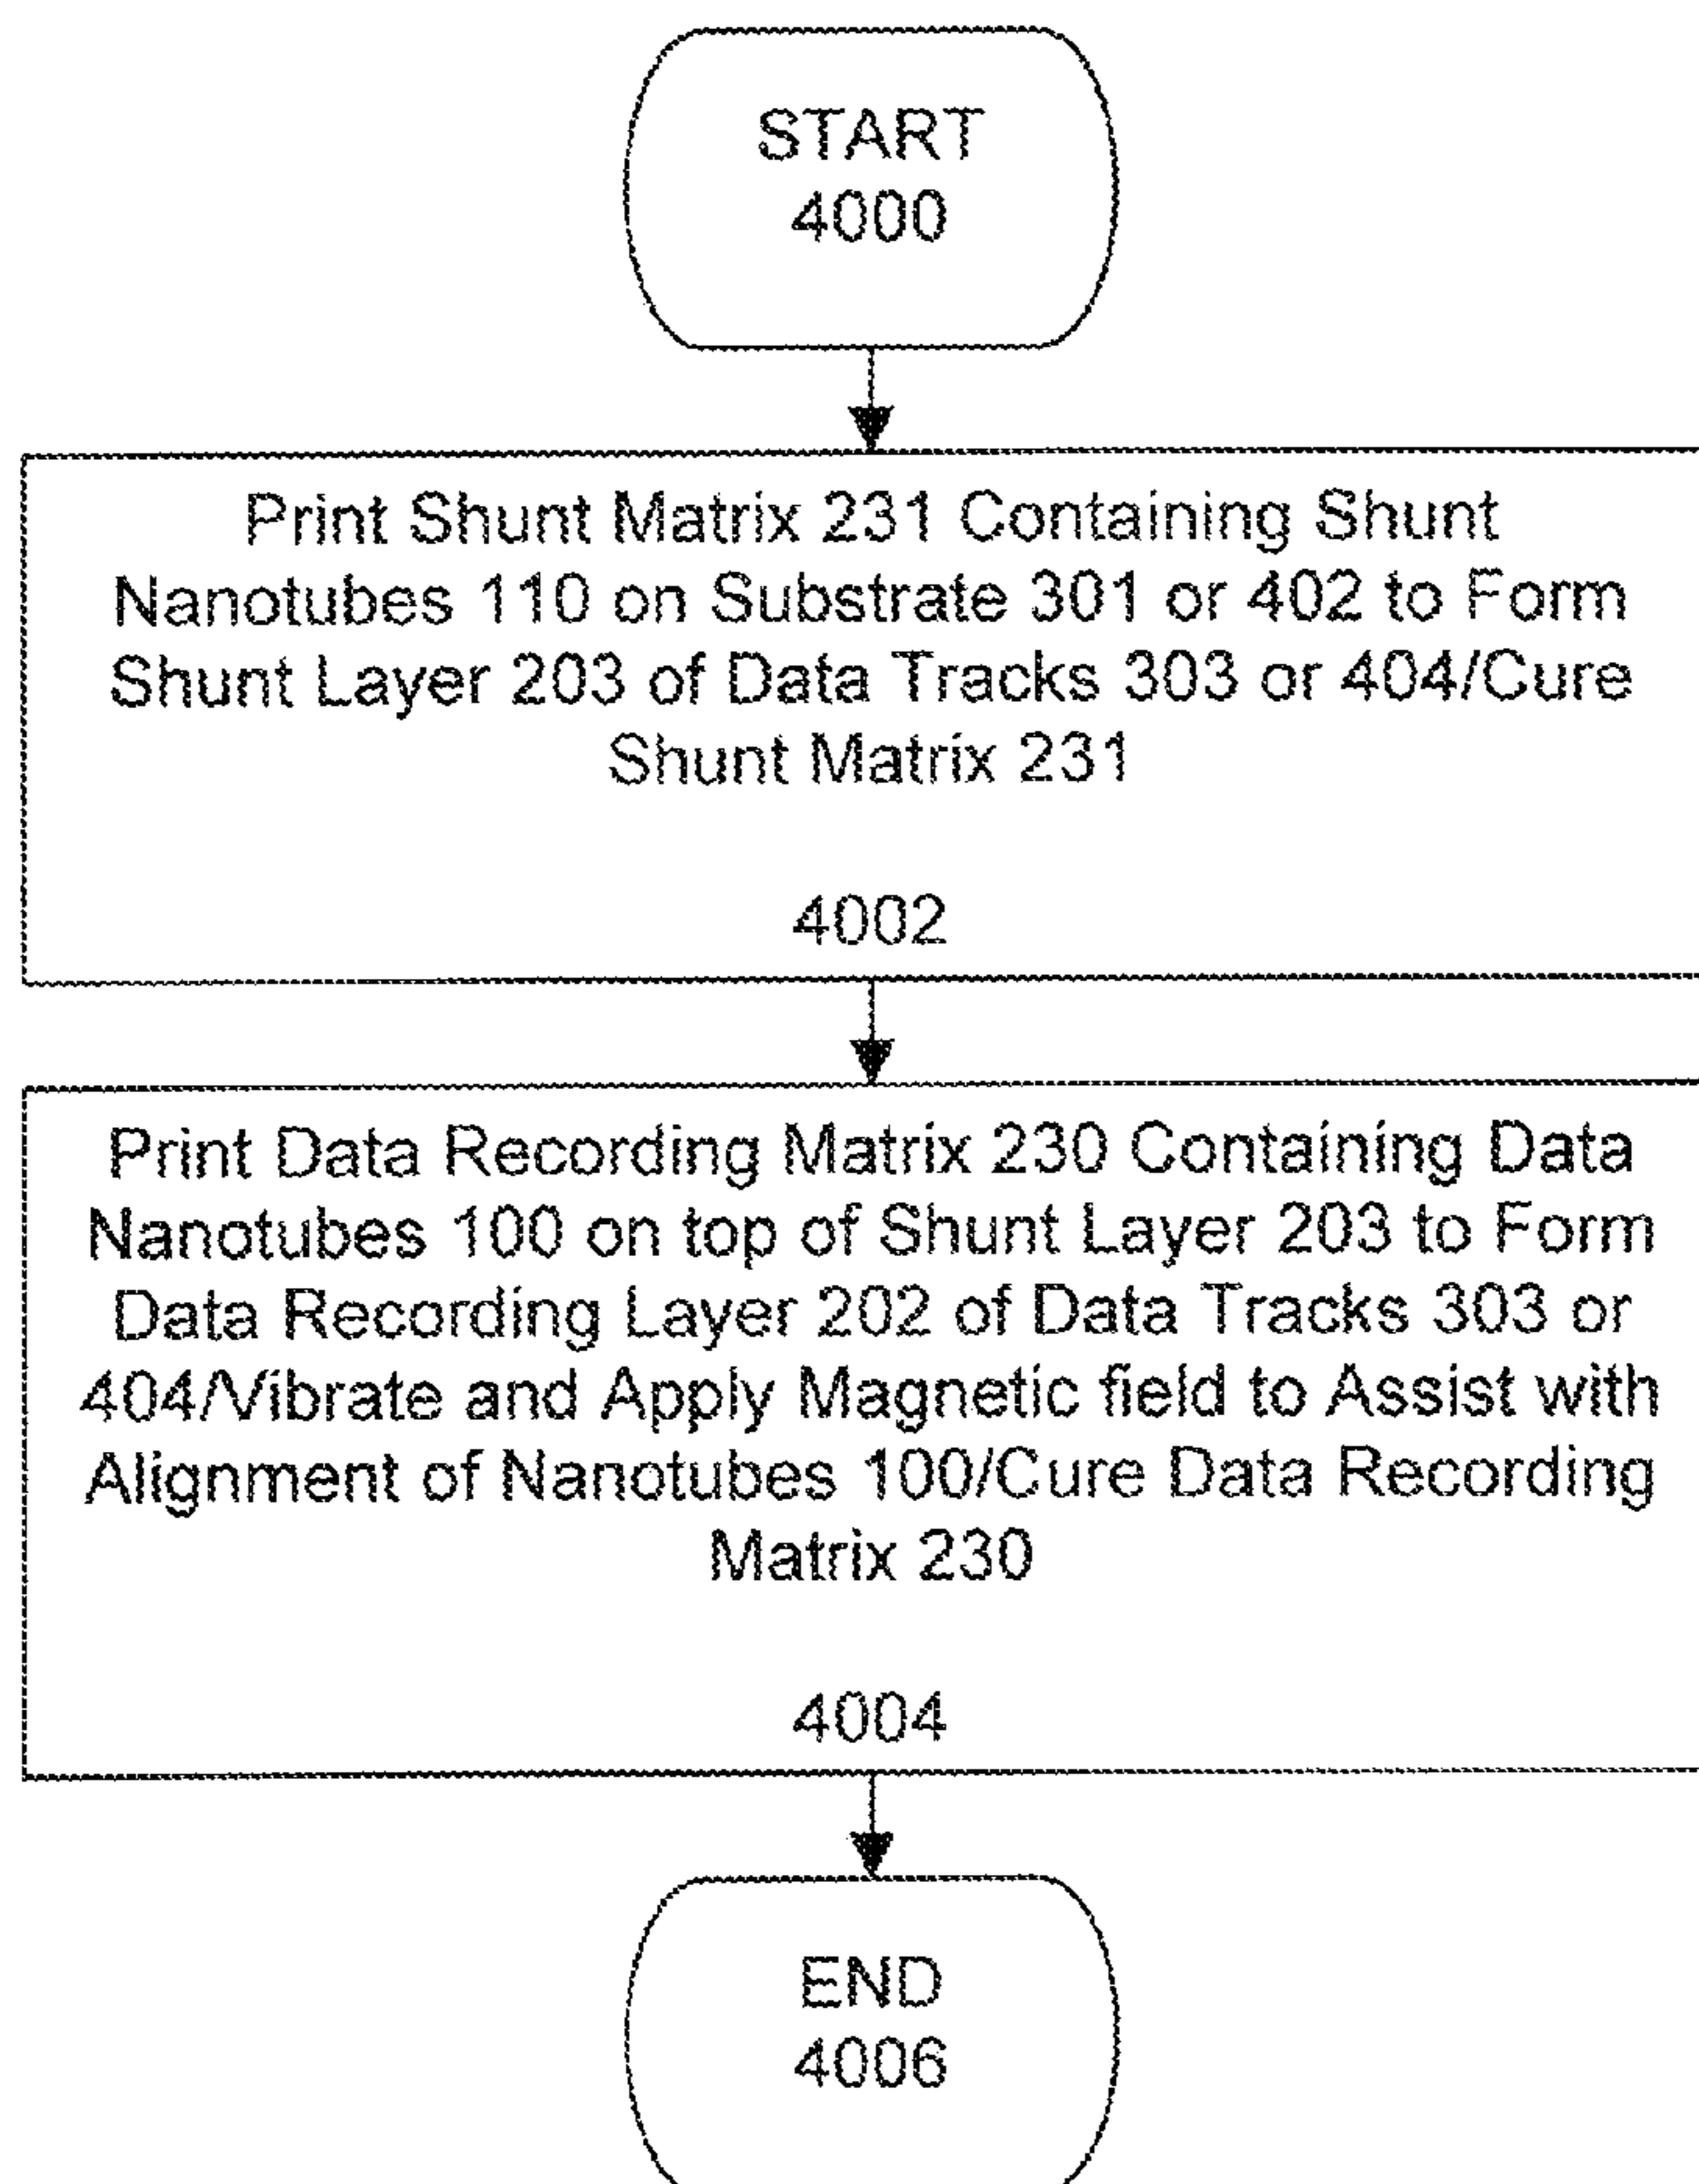 START
4000
Print Shunt Matrix 231 Containing Shunt
Nanotubes 110 on Substrate 301 or 402 to Form
Shunt Layer 203 of Data Tracks 303 or 404/Cure
Shunt Matrix 231
4002
Print Data Recording Matrix 230 Containing Data
Nanotubes 100 on top of Shunt Layer 203 to Form
Data Recording Layer 202 of Data Tracks 303 or
404/Vibrate and Apply Magnetic field to Assist with
Alignment of Nanotubes 100/Cure Data Recording
Matrix 230
4004
END
4006